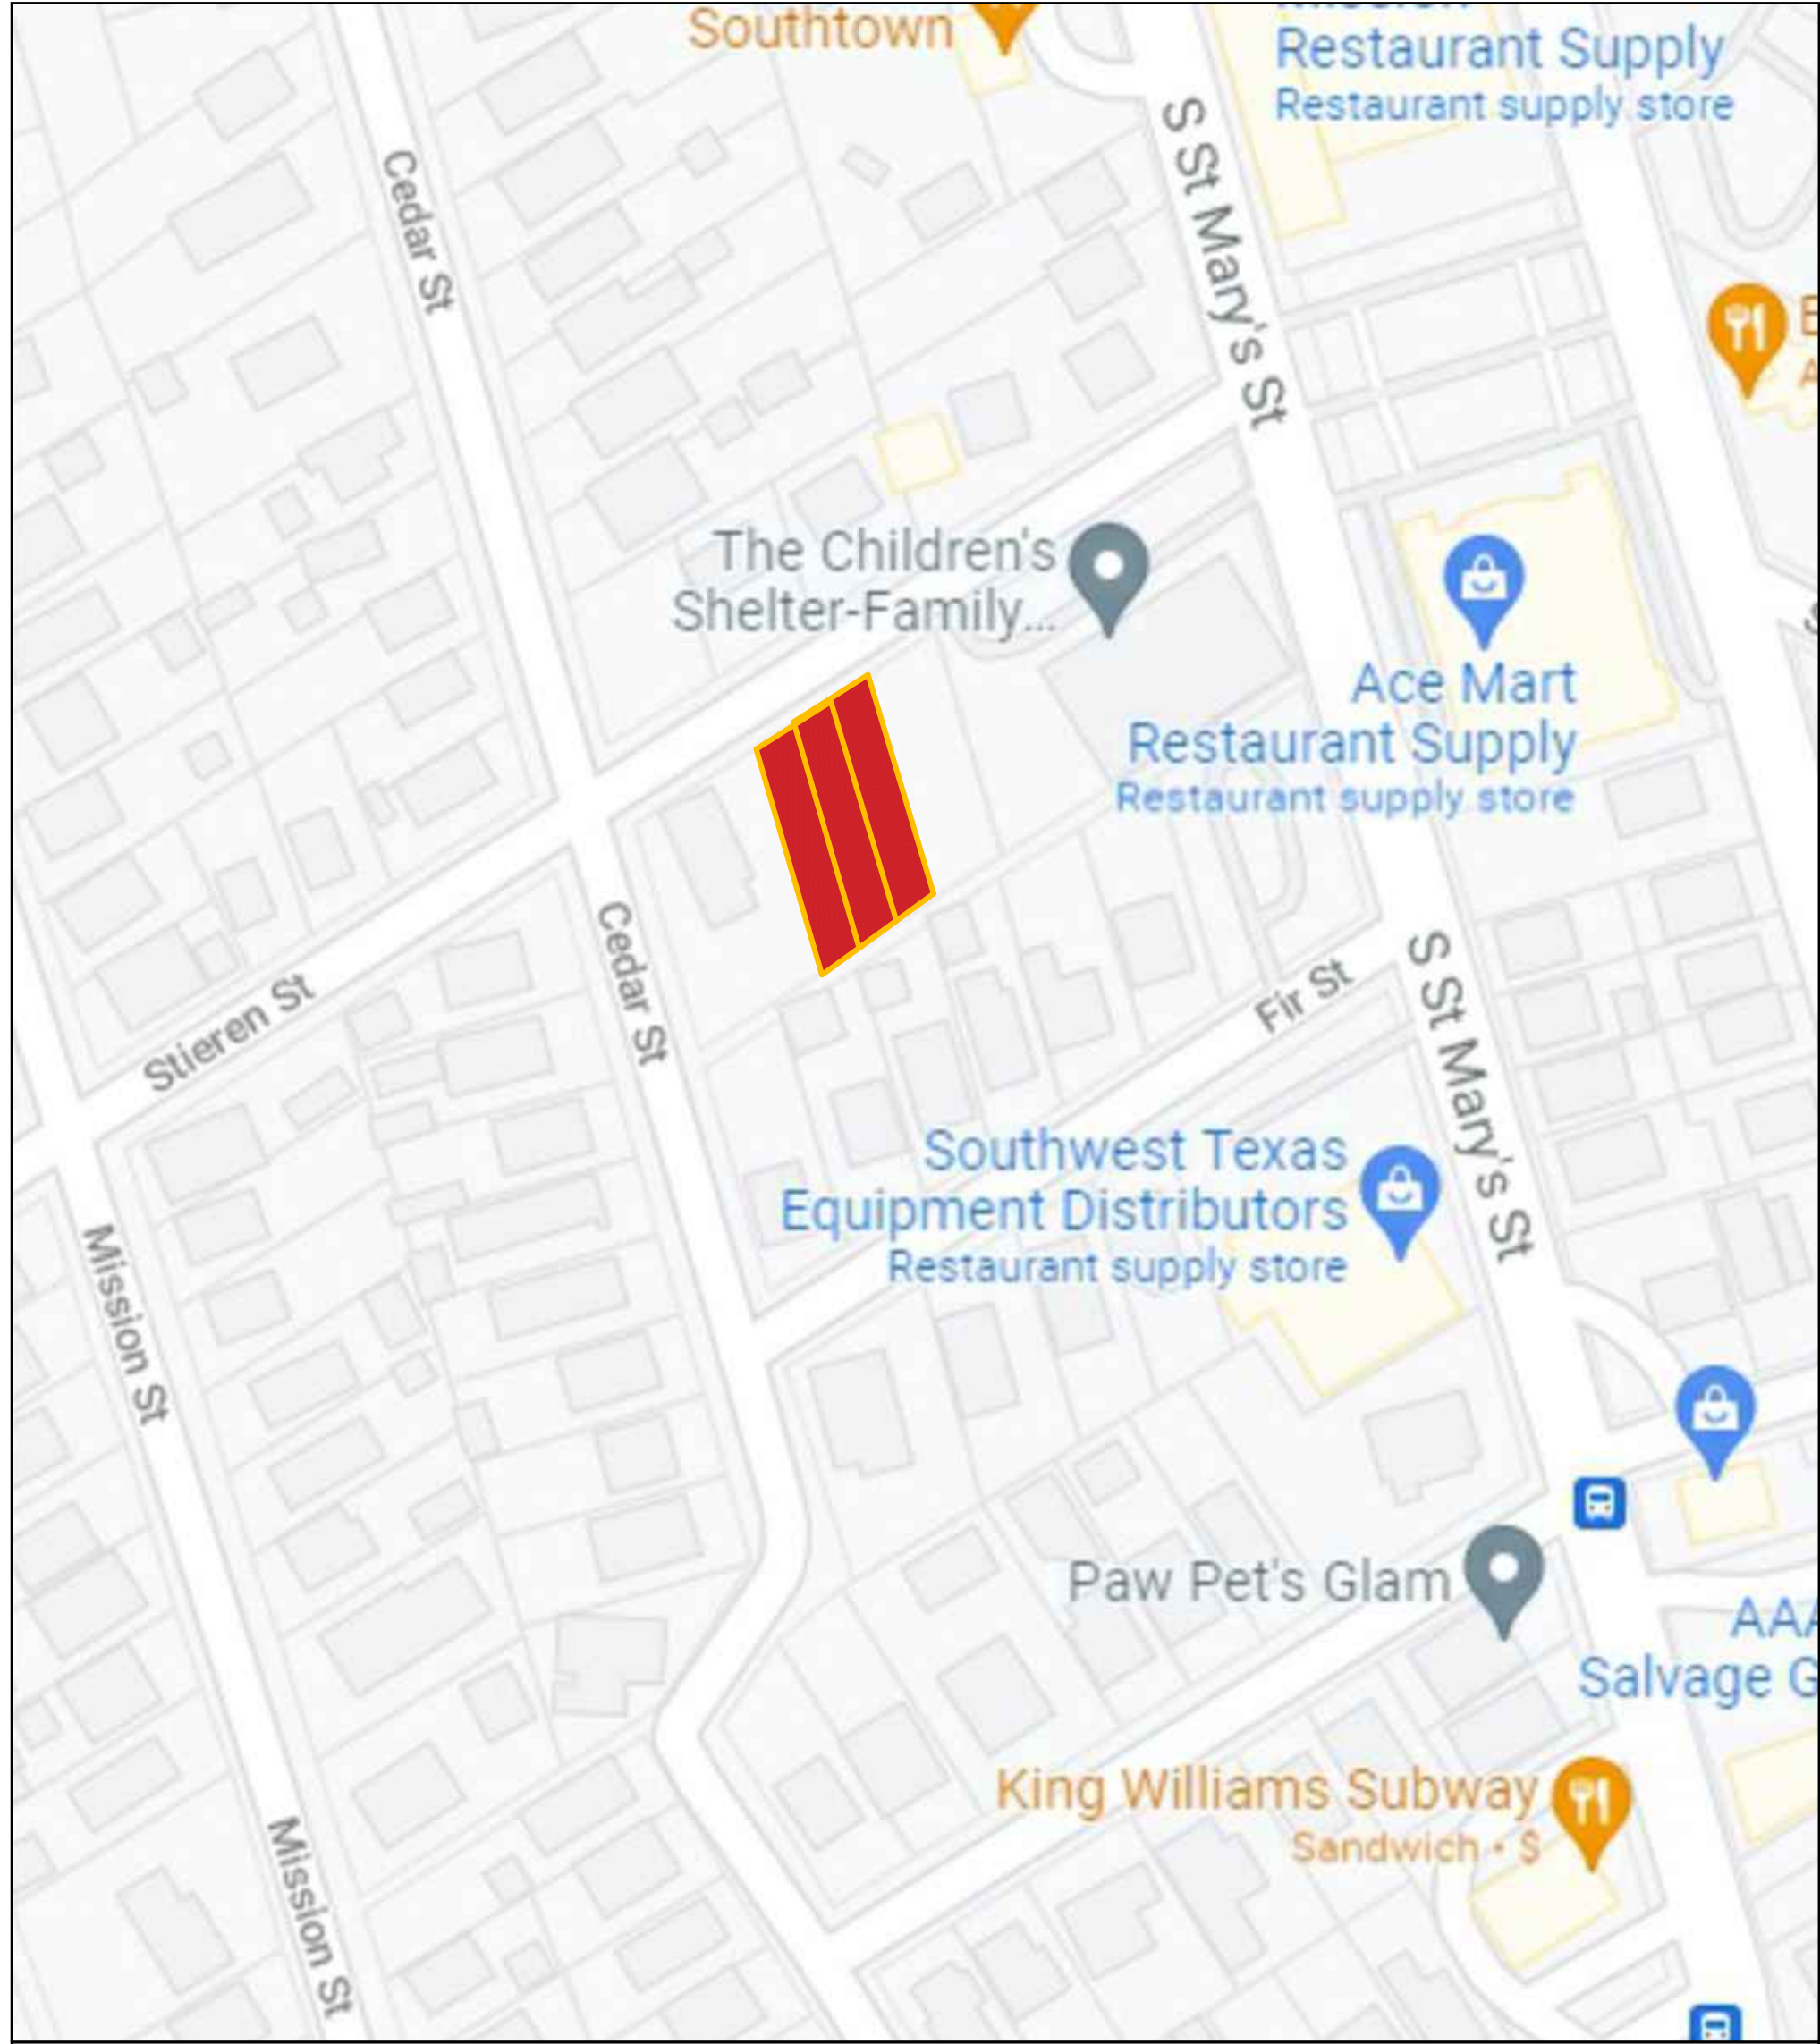 Southtown
Restaurant Supply
Restaurant supply store
Cedar St
S St Mary's St
The Children's
Shelter-Family...
Ace Mart
Restaurant Supply
Restaurant supply store
Cedar St
Stieren St
Fir St
S St Mary's St
Southwest Texas
Equipment Distributors
Restaurant supply store
Mission St
Paw Pet's Glam
AAA
Salvage G
King Williams Subway
Sandwich · $
Mission St